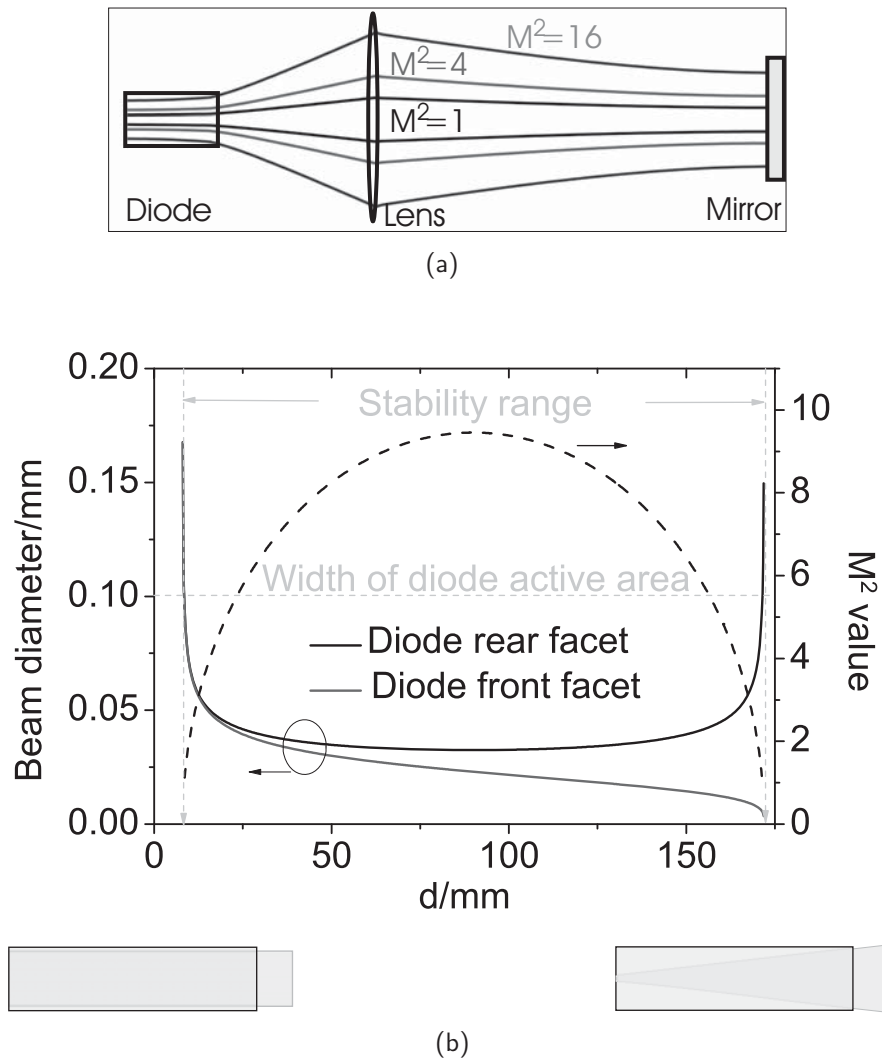 M²=16
M²=4
M²=1
Diode
Lens
Mirror
(a)
0.20
0.15
0.10
0.05
0.00
Beam diameter/mm
Stability range
Width of diode active area
Diode rear facet
Diode front facet
10
8
6
4
2
0
M² value
0 50 100 150
d/mm
(b)